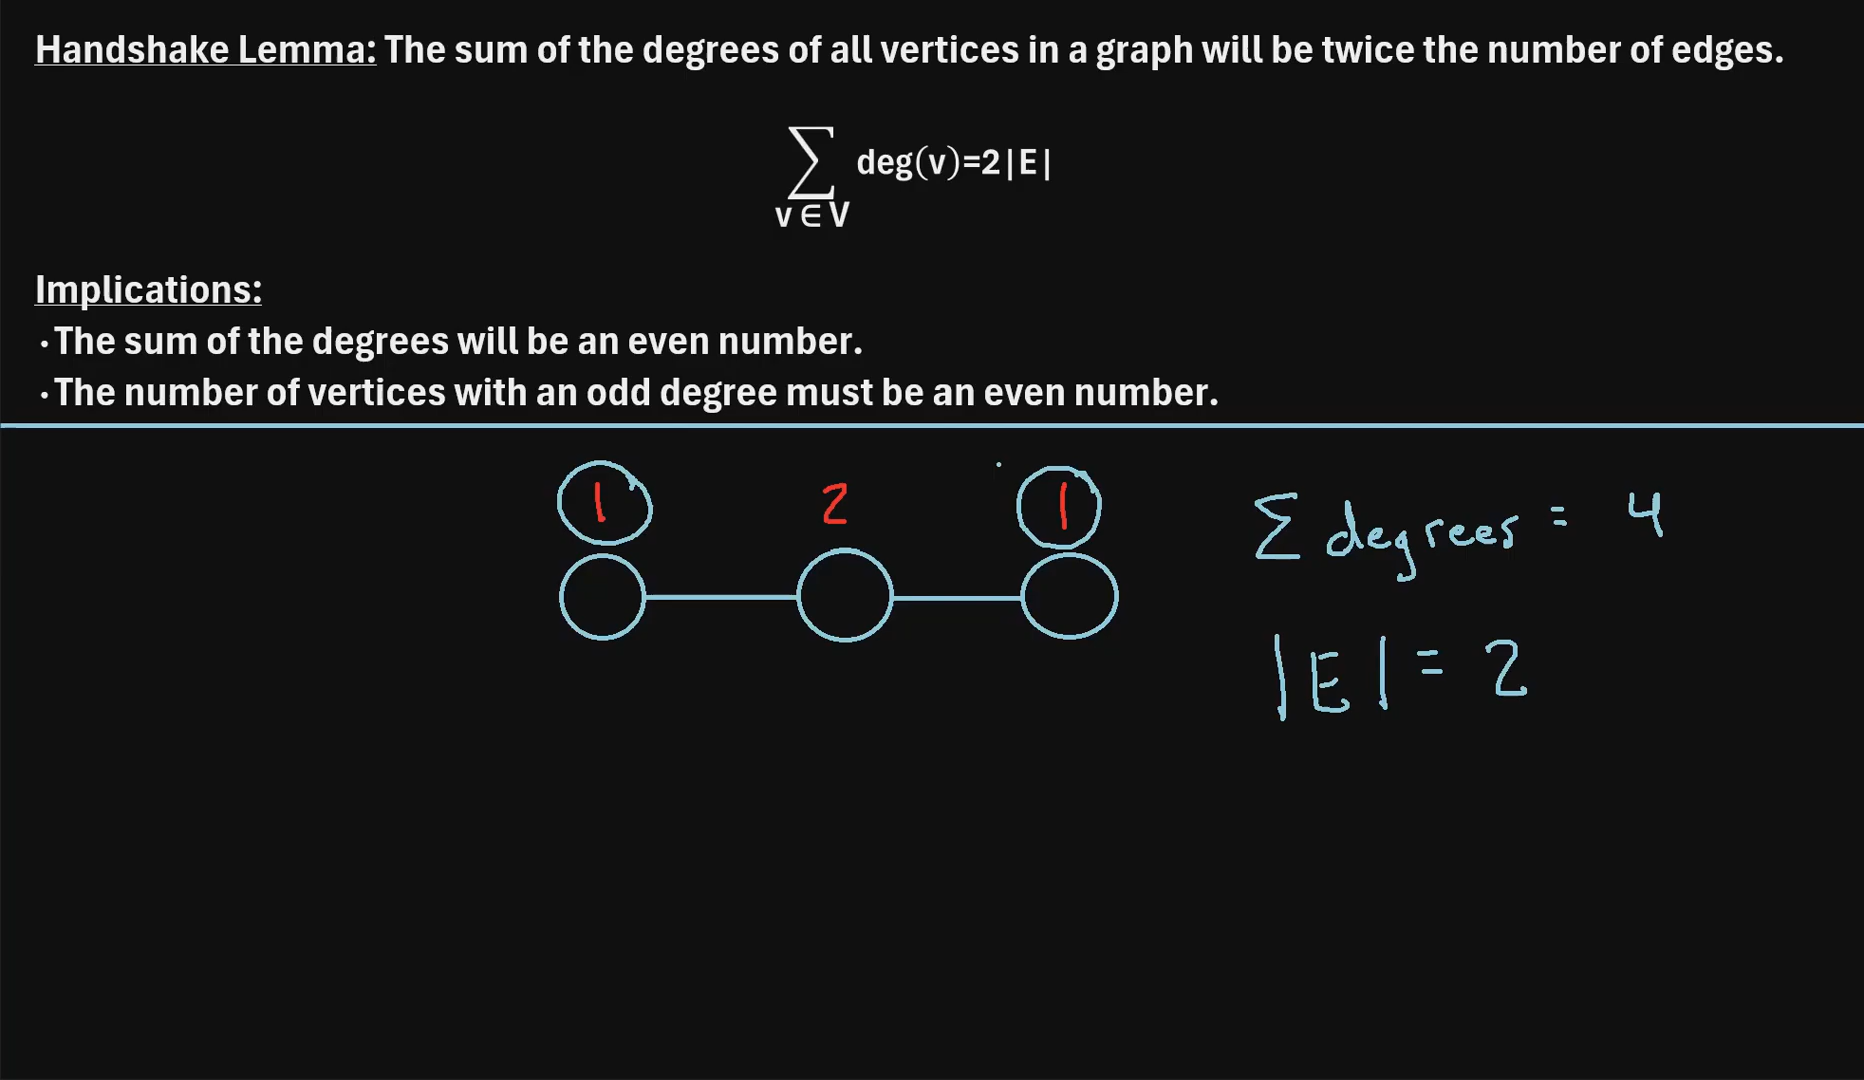 Handshake Lemma: The sum of the degrees of all vertices in a graph will be twice the number of edges.
∑ deg(v)=2|E|
v ∈ V
Implications:
·The sum of the degrees will be an even number.
·The number of vertices with an odd degree must be an even number.
1 2 1
Σ degrees = 4
|E| = 2